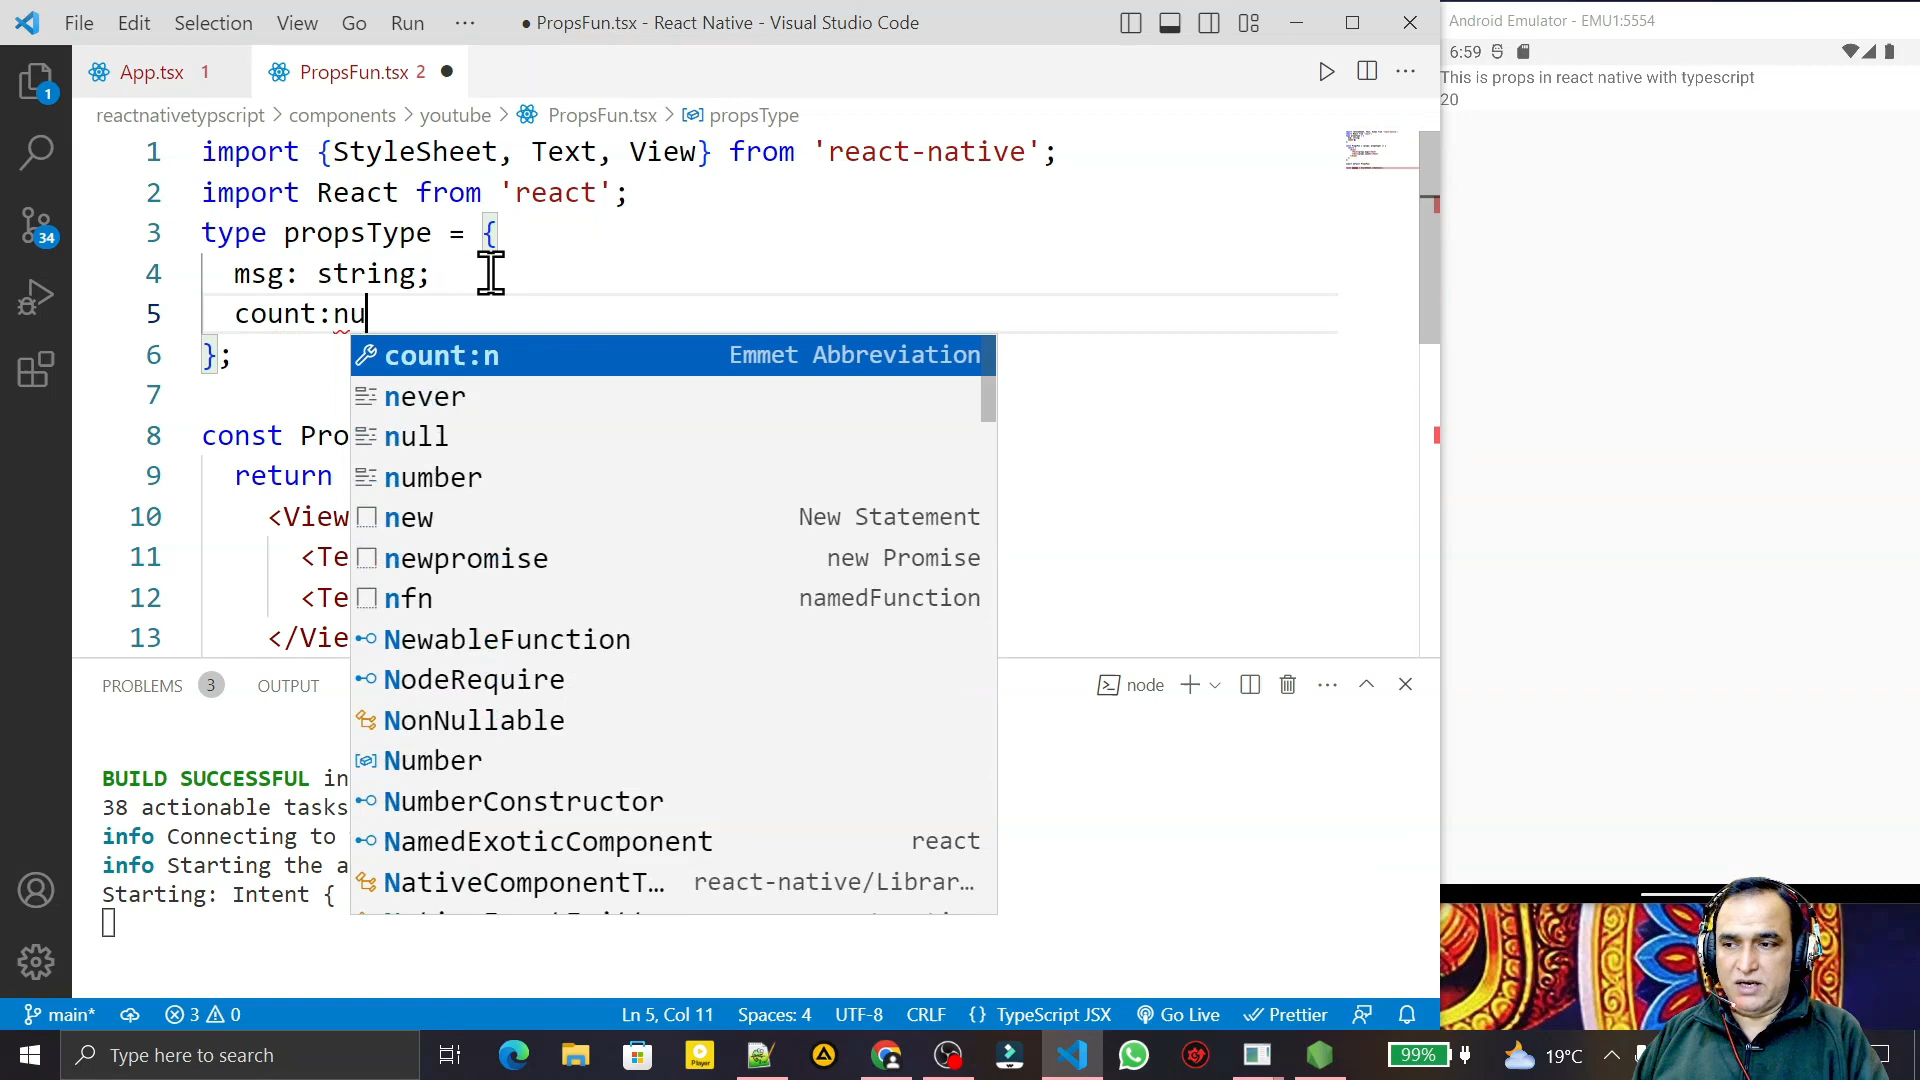 File Edit Selection View Go Run ··· ● PropsFun.tsx - React Native - Visual Studio Code
Android Emulator - EMU1:5554
App.tsx 1 PropsFun.tsx 2 ●
6:59
This is props in react native with typescript
20
reactnativetypscript > components > youtube > PropsFun.tsx > propsType
1 import {StyleSheet, Text, View} from 'react-native';
2 import React from 'react';
3 type propsType = {
4 msg: string;
5 count:nu
6 };
7
8 const Pro
9 return
10 <View
11 <Te
12 <Te
13 </Vie
count:n Emmet Abbreviation
never
null
number
new New Statement
newpromise new Promise
nfn namedFunction
NewableFunction
NodeRequire
NonNullable
Number
NumberConstructor
NamedExoticComponent react
NativeComponentT... react-native/Librar...
PROBLEMS 3 OUTPUT node
BUILD SUCCESSFUL in
38 actionable tasks
info Connecting to
info Starting the a
Starting: Intent {
main* 3 0 Ln 5, Col 11 Spaces: 4 UTF-8 CRLF {} TypeScript JSX Go Live Prettier
1
34
Type here to search Player 99% 19°C